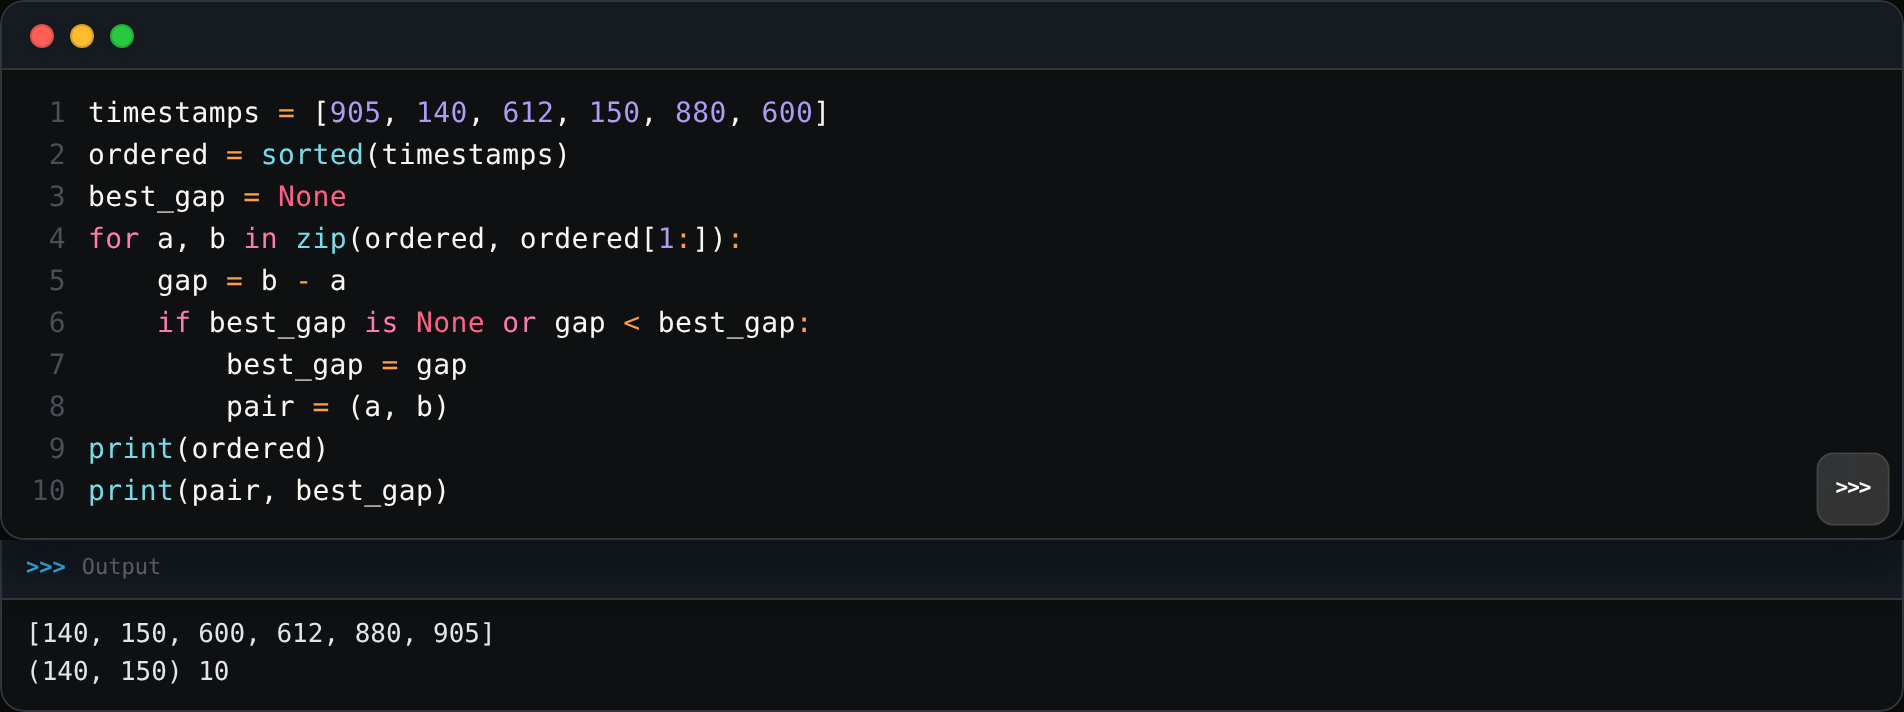 1 timestamps = [905, 140, 612, 150, 880, 600]
2 ordered = sorted(timestamps)
3 best_gap = None
4 for a, b in zip(ordered, ordered[1:]):
5     gap = b - a
6     if best_gap is None or gap < best_gap:
7         best_gap = gap
8         pair = (a, b)
9 print(ordered)
10 print(pair, best_gap)
>>>
>>> Output
[140, 150, 600, 612, 880, 905]
(140, 150) 10